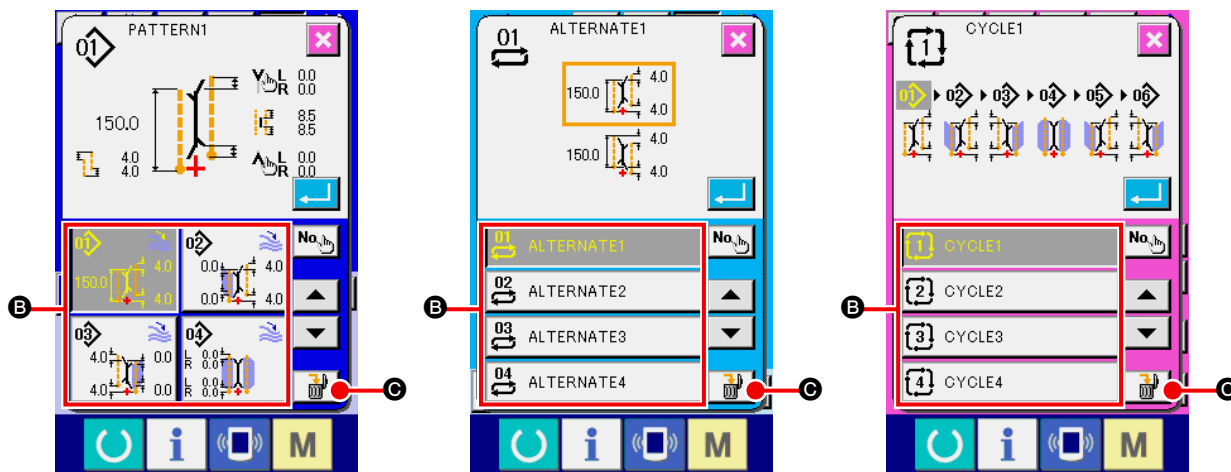 01 PATTERN1
L 0.0
R 0.0
150.0
8.5
8.5
4.0
4.0
L 0.0
R 0.0
01 4.0
150.0
4.0
02
0.0 4.0
0.0 4.0
No.
03
4.0 0.0
4.0 0.0
04
L 0.0
R 0.0
L 0.0
R 0.0
B
C
M
01 ALTERNATE1
4.0
150.0
4.0
4.0
150.0
4.0
01 ALTERNATE1
02 ALTERNATE2
03 ALTERNATE3
04 ALTERNATE4
No.
B
C
M
1 CYCLE1
01 02 03 04 05 06
1 CYCLE1
2 CYCLE2
3 CYCLE3
4 CYCLE4
No.
B
C
M